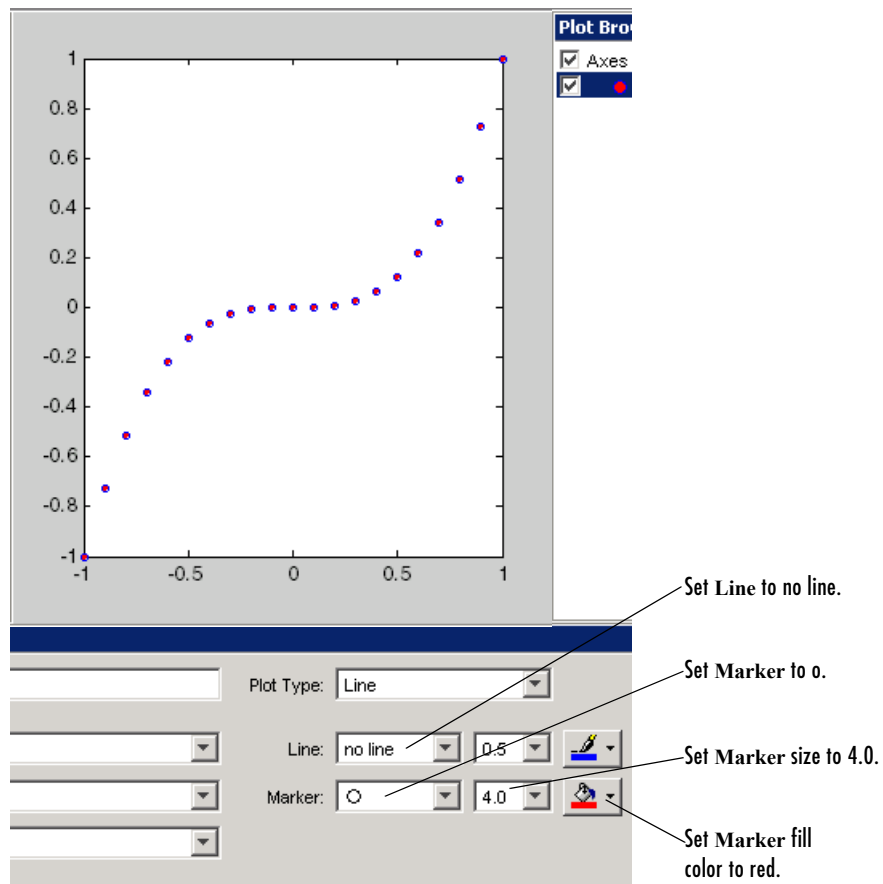 Plot Bro
Axes
1
0.8
0.6
0.4
0.2
0
-0.2
-0.4
-0.6
-0.8
-1
-1 -0.5 0 0.5 1
Set Line to no line.
Plot Type: Line
Set Marker to o.
Line: no line 0.5
Set Marker size to 4.0.
Marker: O 4.0
Set Marker fill
color to red.